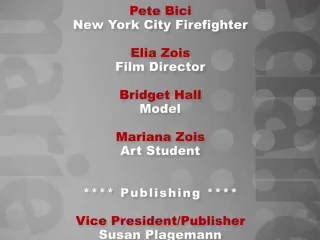 Pete Bici
New York City Firefighter
Elia Zois
Film Director
Bridget Hall
Model
Mariana Zois
Art Student
**** Publishing ****
Vice President/Publisher
Susan Plagemann